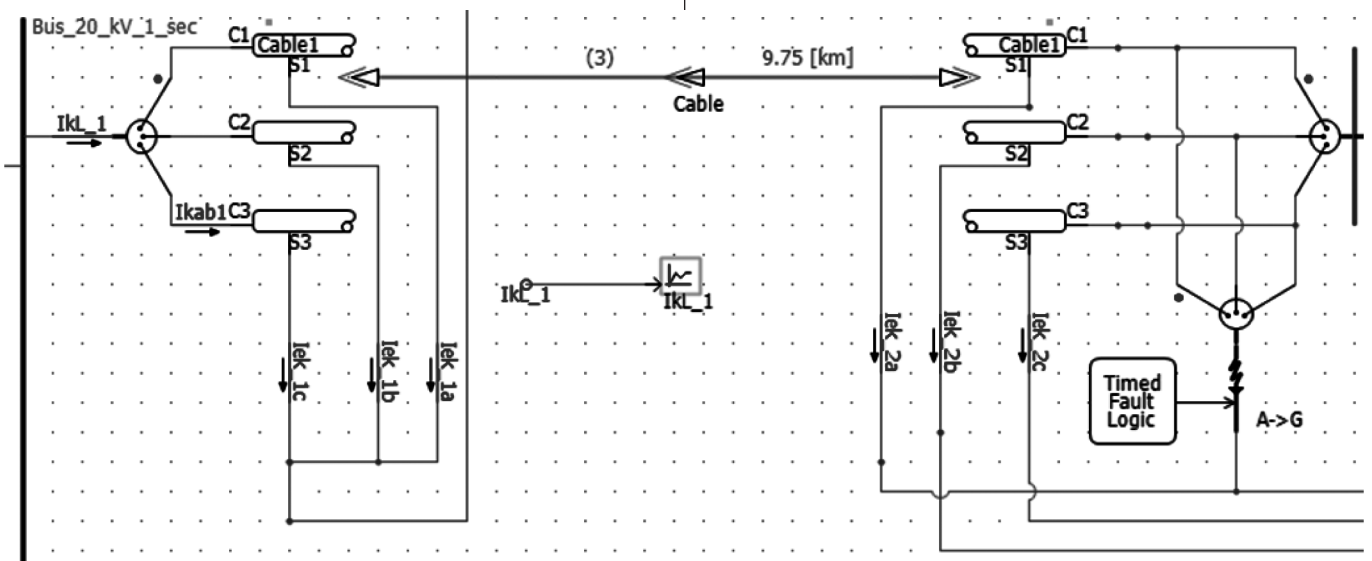 Bus_20_kV_1_sec
C1
Cable1
S1
(3)
9.75 [km]
Cable
Cable1
C1
S1
IkL_1
C2
S2
C2
S2
Ikab1
C3
S3
C3
S3
IkL_1
IkL_1
Iek_1c
Iek_1b
Iek_1a
Iek_2a
Iek_2b
Iek_2c
Timed
Fault
Logic
A->G